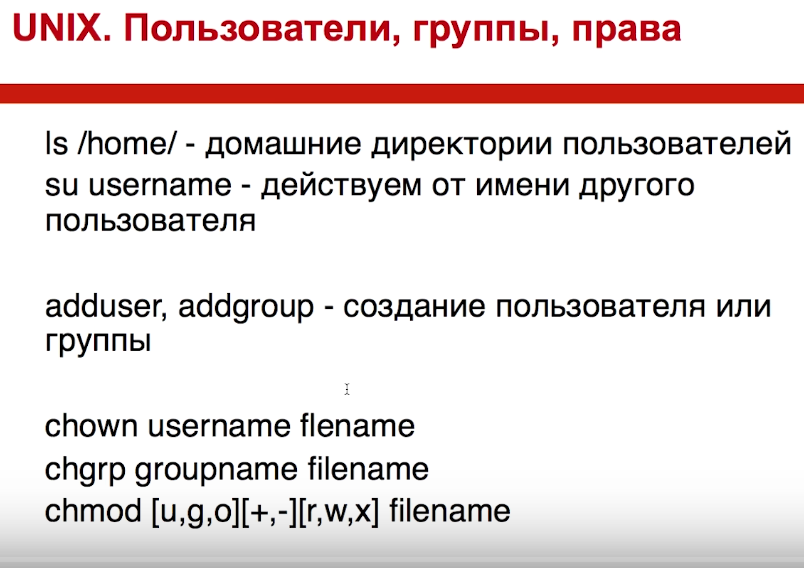 UNIX. Пользователи, группы, права
ls /home/ - домашние директории пользователей
su username - действуем от имени другого
пользователя
adduser, addgroup - создание пользователя или
группы
chown username flename
chgrp groupname filename
chmod [u,g,o][+,-][r,w,x] filename